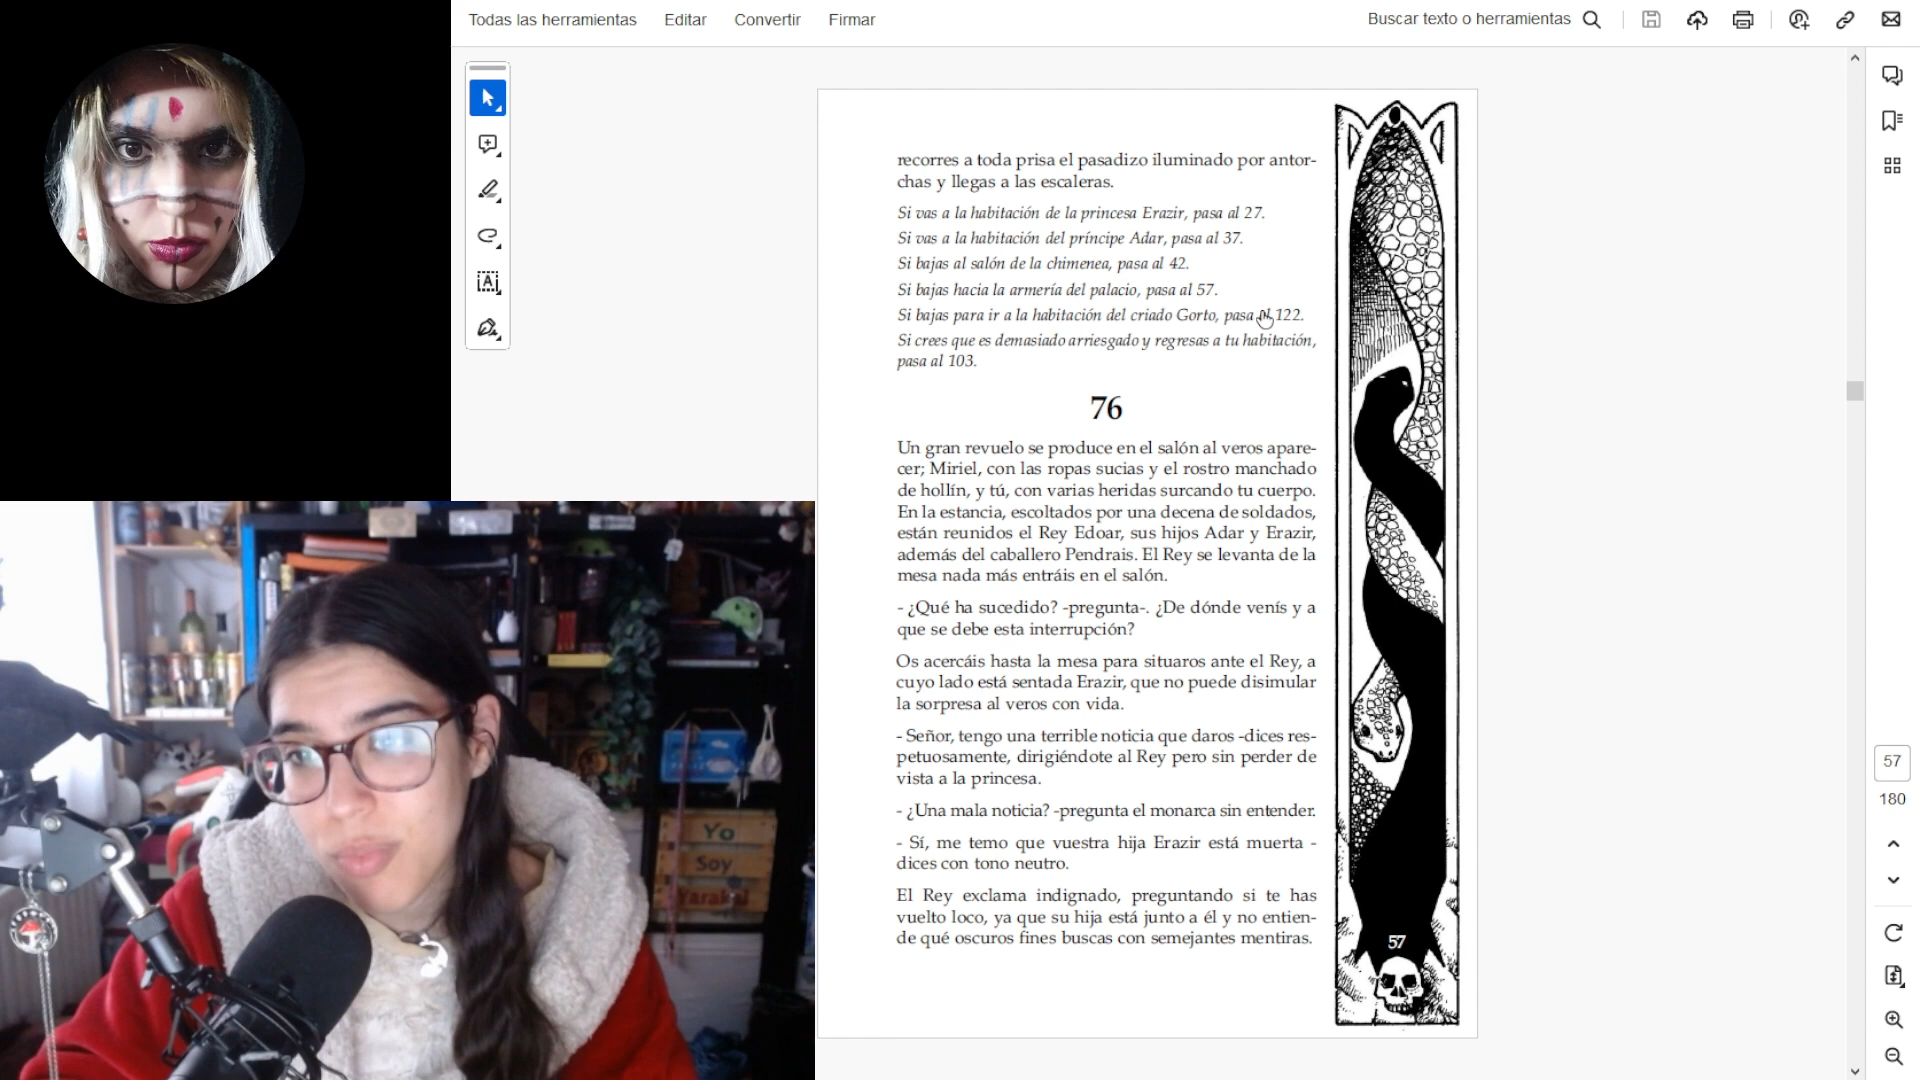 Todas las herramientas
Editar
Convertir
Firmar
Buscar texto o herramientas
recorres a toda prisa el pasadizo iluminado por antor-
chas y llegas a las escaleras.
Si vas a la habitación de la princesa Erazir, pasa al 27.
Si vas a la habitación del príncipe Adar, pasa al 37.
Si bajas al salón de la chimenea, pasa al 42.
Si bajas hacia la armería del palacio, pasa al 57.
Si bajas para ir a la habitación del criado Gorto, pasa al 122.
Si crees que es demasiado arriesgado y regresas a tu habitación,
pasa al 103.
76
Un gran revuelo se produce en el salón al veros apare-
cer; Miriel, con las ropas sucias y el rostro manchado
de hollín, y tú, con varias heridas surcando tu cuerpo.
En la estancia, escoltados por una decena de soldados,
están reunidos el Rey Edoar, sus hijos Adar y Erazir,
además del caballero Pendrais. El Rey se levanta de la
mesa nada más entráis en el salón.
- ¿Qué ha sucedido? -pregunta-. ¿De dónde venís y a
que se debe esta interrupción?
Os acercáis hasta la mesa para situaros ante el Rey, a
cuyo lado está sentada Erazir, que no puede disimular
la sorpresa al veros con vida.
- Señor, tengo una terrible noticia que daros -dices res-
petuosamente, dirigiéndote al Rey pero sin perder de
vista a la princesa.
- ¿Una mala noticia? -pregunta el monarca sin entender.
- Sí, me temo que vuestra hija Erazir está muerta -
dices con tono neutro.
El Rey exclama indignado, preguntando si te has
vuelto loco, ya que su hija está junto a él y no entien-
de qué oscuros fines buscas con semejantes mentiras.
57
57
180
Yo
Soy
Yarakai